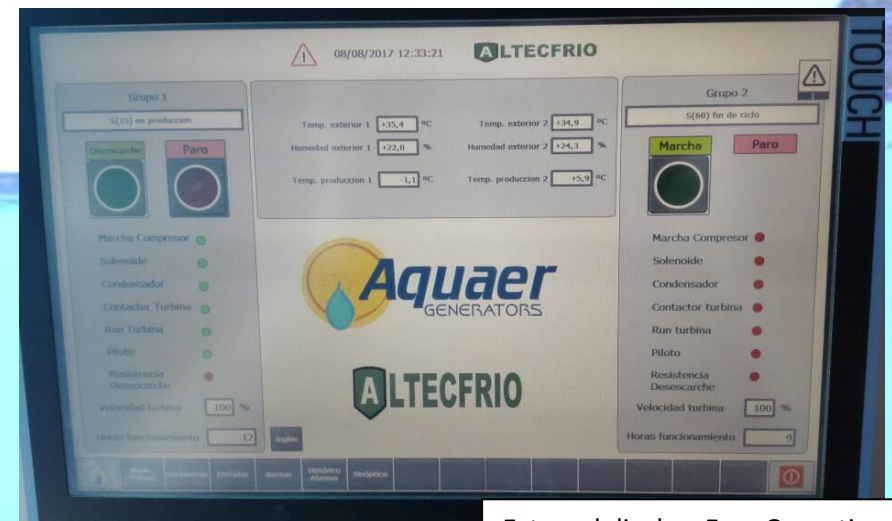 08/08/2017 12:33:21
ALTECFRIO
TOUCH
Grupo 1
S(15) en produccion
Desescarche
Paro
Marcha Compresor
Solenoide
Condensador
Contactor Turbina
Run Turbina
Piloto
Resistencia
Desescarche
Velocidad turbina 100 %
Horas funcionamiento 12
Temp. exterior 1 +35,4 ºC
Temp. exterior 2 +34,9 ºC
Humedad exterior 1 +22,0 %
Humedad exterior 2 +24,3 %
Temp. produccion 1 -1,1 ºC
Temp. produccion 2 +5,9 ºC
Aquaer
GENERATORS
ALTECFRIO
Inglés
1
Grupo 2
S(60) fin de ciclo
Marcha
Paro
Marcha Compresor
Solenoide
Condensador
Contactor turbina
Run turbina
Piloto
Resistencia
Desescarche
Velocidad turbina 100 %
Horas funcionamiento 9
Entradas
alarmas
Histórico
Alarmas
Sinóptico